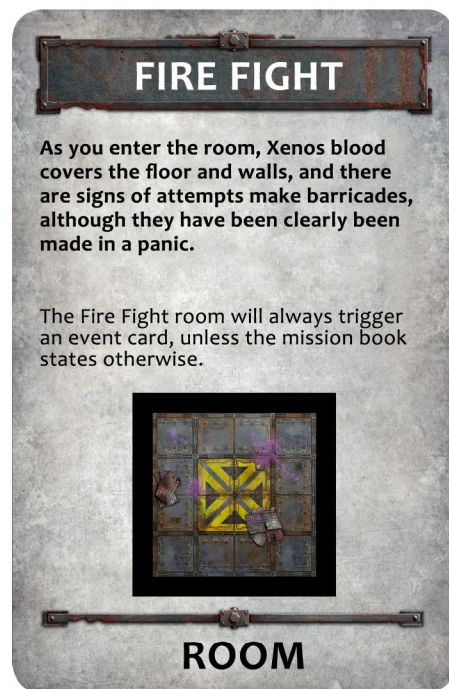 FIRE FIGHT
As you enter the room, Xenos blood
covers the floor and walls, and there
are signs of attempts make barricades,
although they have been clearly been
made in a panic.
The Fire Fight room will always trigger
an event card, unless the mission book
states otherwise.
ROOM